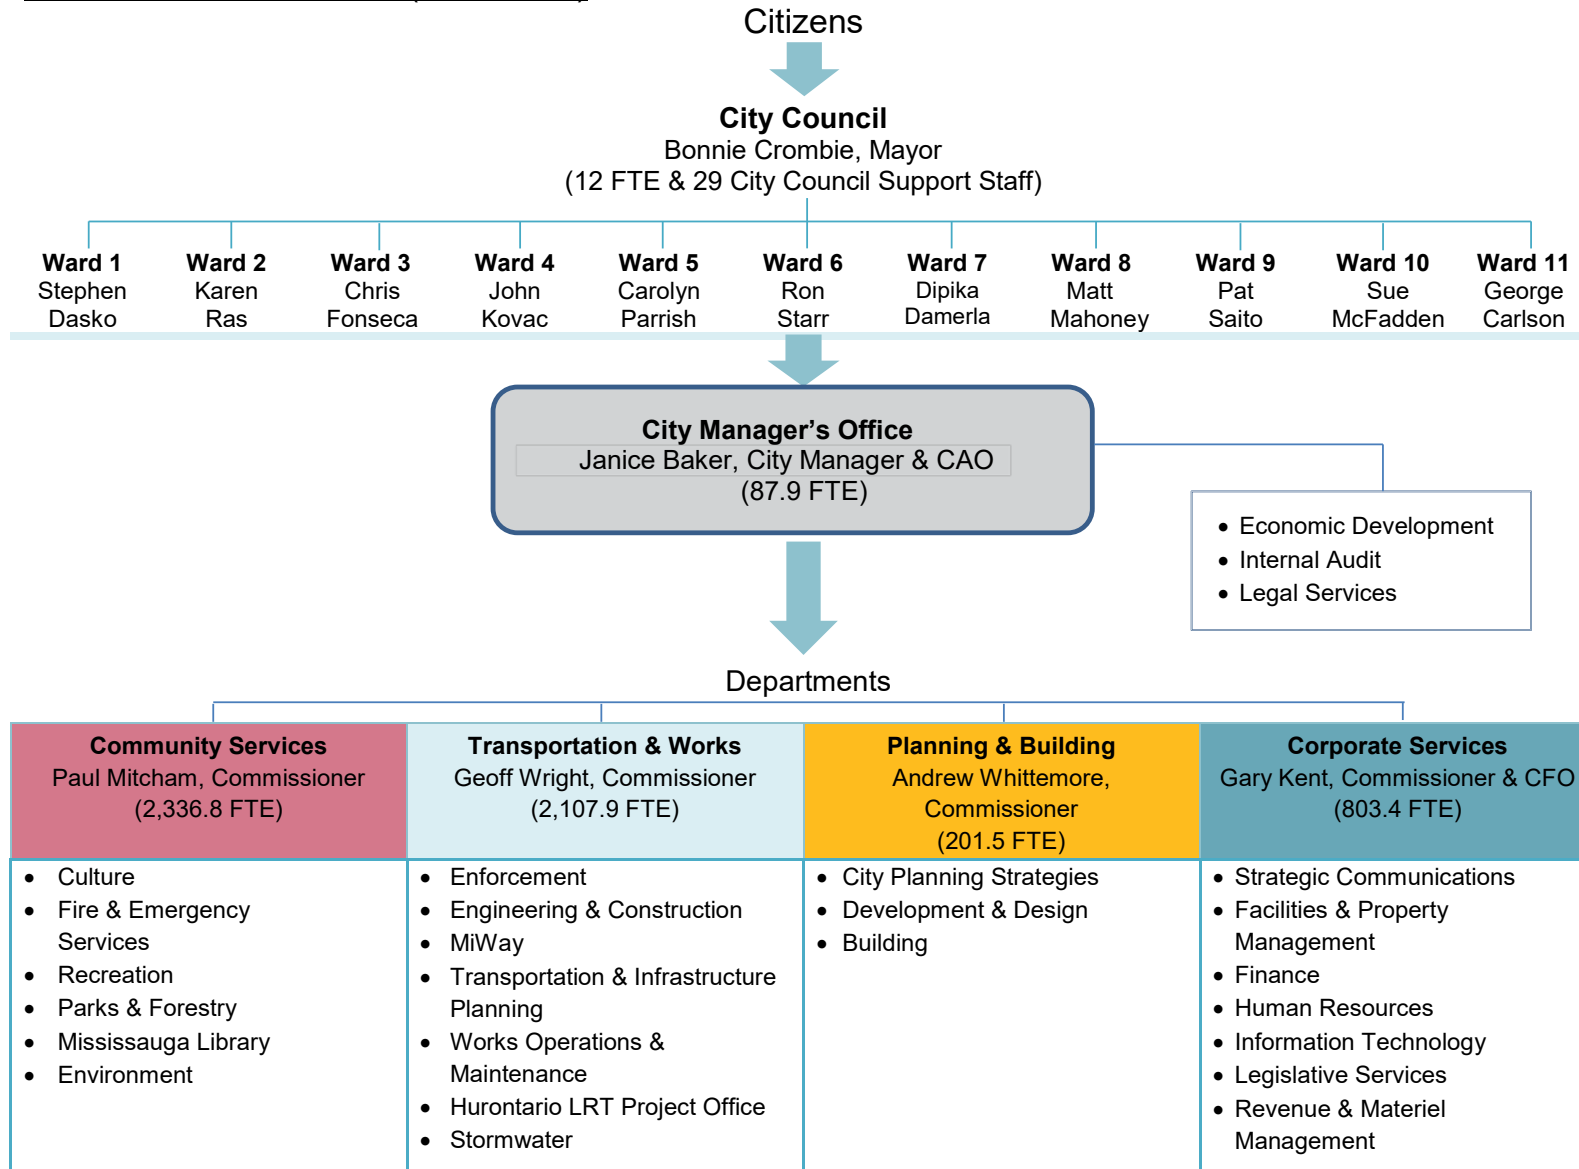 Citizens
City Council
Bonnie Crombie, Mayor
(12 FTE & 29 City Council Support Staff)
Ward 1
Stephen
Dasko
Ward 2
Karen
Ras
Ward 3
Chris
Fonseca
Ward 4
John
Kovac
Ward 5
Carolyn
Parrish
Ward 6
Ron
Starr
Ward 7
Dipika
Damerla
Ward 8
Matt
Mahoney
Ward 9
Pat
Saito
Ward 10
Sue
McFadden
Ward 11
George
Carlson
City Manager's Office
Janice Baker, City Manager & CAO
(87.9 FTE)
• Economic Development
• Internal Audit
• Legal Services
Departments
Community Services
Paul Mitcham, Commissioner
(2,336.8 FTE)
• Culture
• Fire & Emergency
Services
• Recreation
• Parks & Forestry
• Mississauga Library
• Environment
Transportation & Works
Geoff Wright, Commissioner
(2,107.9 FTE)
• Enforcement
• Engineering & Construction
• MiWay
• Transportation & Infrastructure
Planning
• Works Operations &
Maintenance
• Hurontario LRT Project Office
• Stormwater
Planning & Building
Andrew Whittemore,
Commissioner
(201.5 FTE)
• City Planning Strategies
• Development & Design
• Building
Corporate Services
Gary Kent, Commissioner & CFO
(803.4 FTE)
• Strategic Communications
• Facilities & Property
Management
• Finance
• Human Resources
• Information Technology
• Legislative Services
• Revenue & Materiel
Management